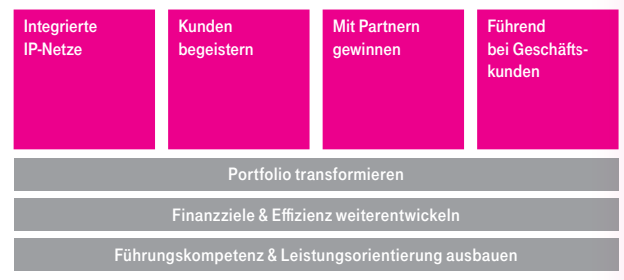 Integrierte
IP-Netze
Kunden
begeistern
Mit Partnern
gewinnen
Führend
bei Geschäfts-
kunden
Portfolio transformieren
Finanzziele & Effizienz weiterentwickeln
Führungskompetenz & Leistungsorientierung ausbauen